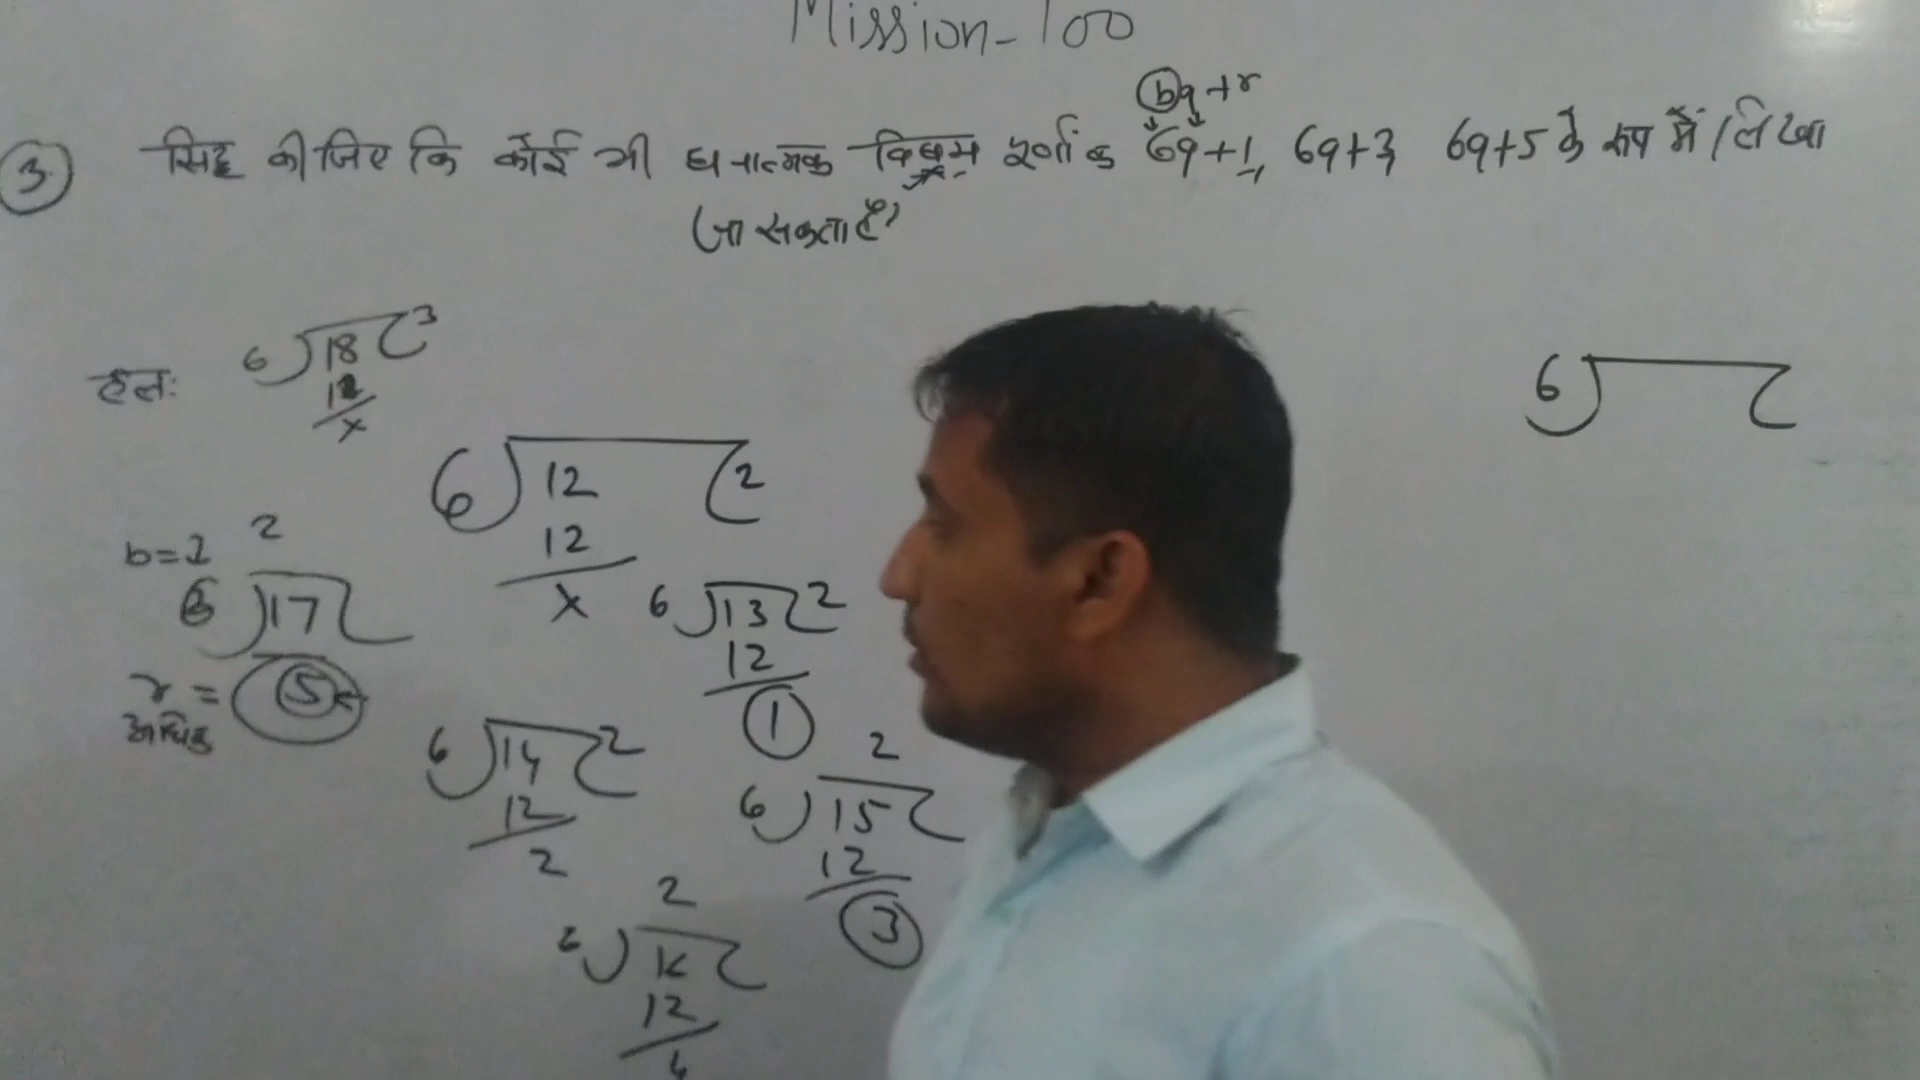 Mission-100
bq+r
3. सिद्ध कीजिए कि कोई भी धनात्मक विषम पूर्णांक 6q+1, 6q+3, 6q+5 के रूप में लिखा
जा सकता है।
हल:
6)18(3
18
x
6)12(2
12
x
6)
b=
2
6)17(
r = 5
अधिक
6)13(2
12
1
6)14(2
12
2
2
6)15(
12
3
2
6)16(
12
4